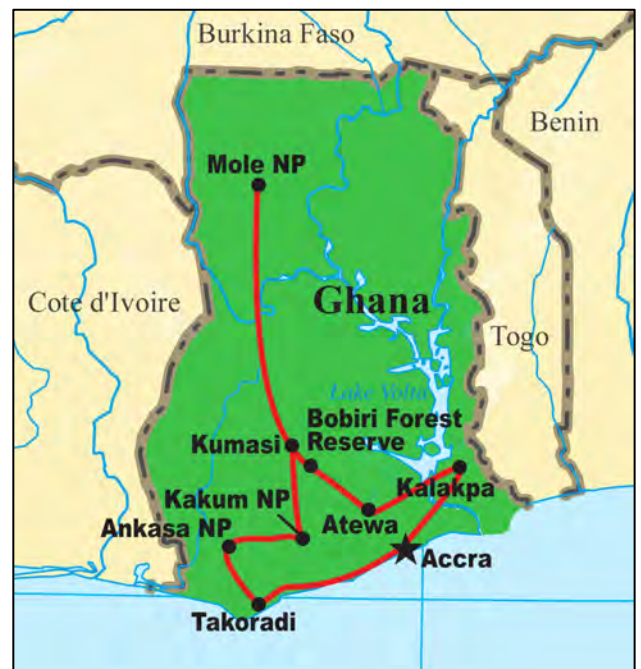 Burkina Faso
Benin
Mole NP
Cote d'Ivoire
Ghana
Togo
Lake Volta
Bobiri Forest
Reserve
Kumasi
Kakum NP
Kalakpa
Ankasa NP
Atewa
Accra
Takoradi